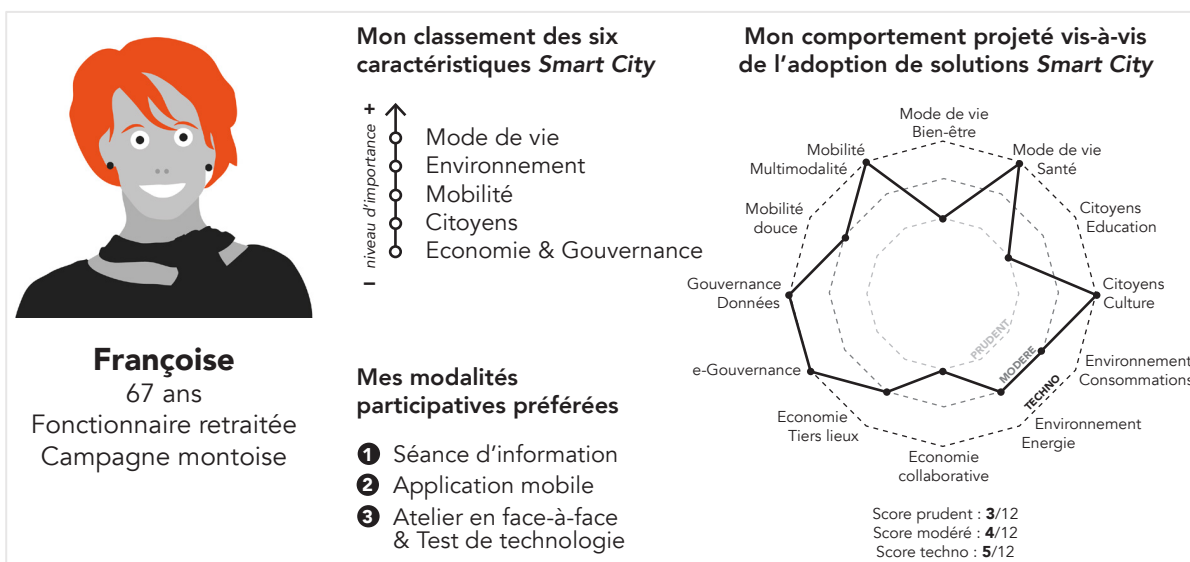 Françoise
67 ans
Fonctionnaire retraitée
Campagne montoise
Mon classement des six
caractéristiques Smart City
+
niveau d'importance
–
Mode de vie
Environnement
Mobilité
Citoyens
Economie & Gouvernance
Mes modalités
participatives préférées
1 Séance d'information
2 Application mobile
3 Atelier en face-à-face
& Test de technologie
Mon comportement projeté vis-à-vis
de l'adoption de solutions Smart City
Mode de vie
Bien-être
Mode de vie
Santé
Citoyens
Education
Citoyens
Culture
Environnement
Consommations
Environnement
Energie
Economie
collaborative
Economie
Tiers lieux
e-Gouvernance
Gouvernance
Données
Mobilité
douce
Mobilité
Multimodalité
PRUDENT
MODERE
TECHNO
Score prudent : 3/12
Score modéré : 4/12
Score techno : 5/12